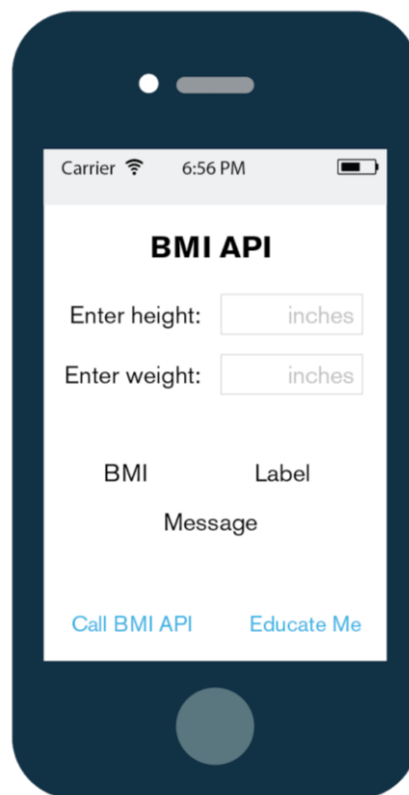 Carrier 6:56 PM
BMI API
Enter height: inches
Enter weight: inches
BMI Label
Message
Call BMI API Educate Me